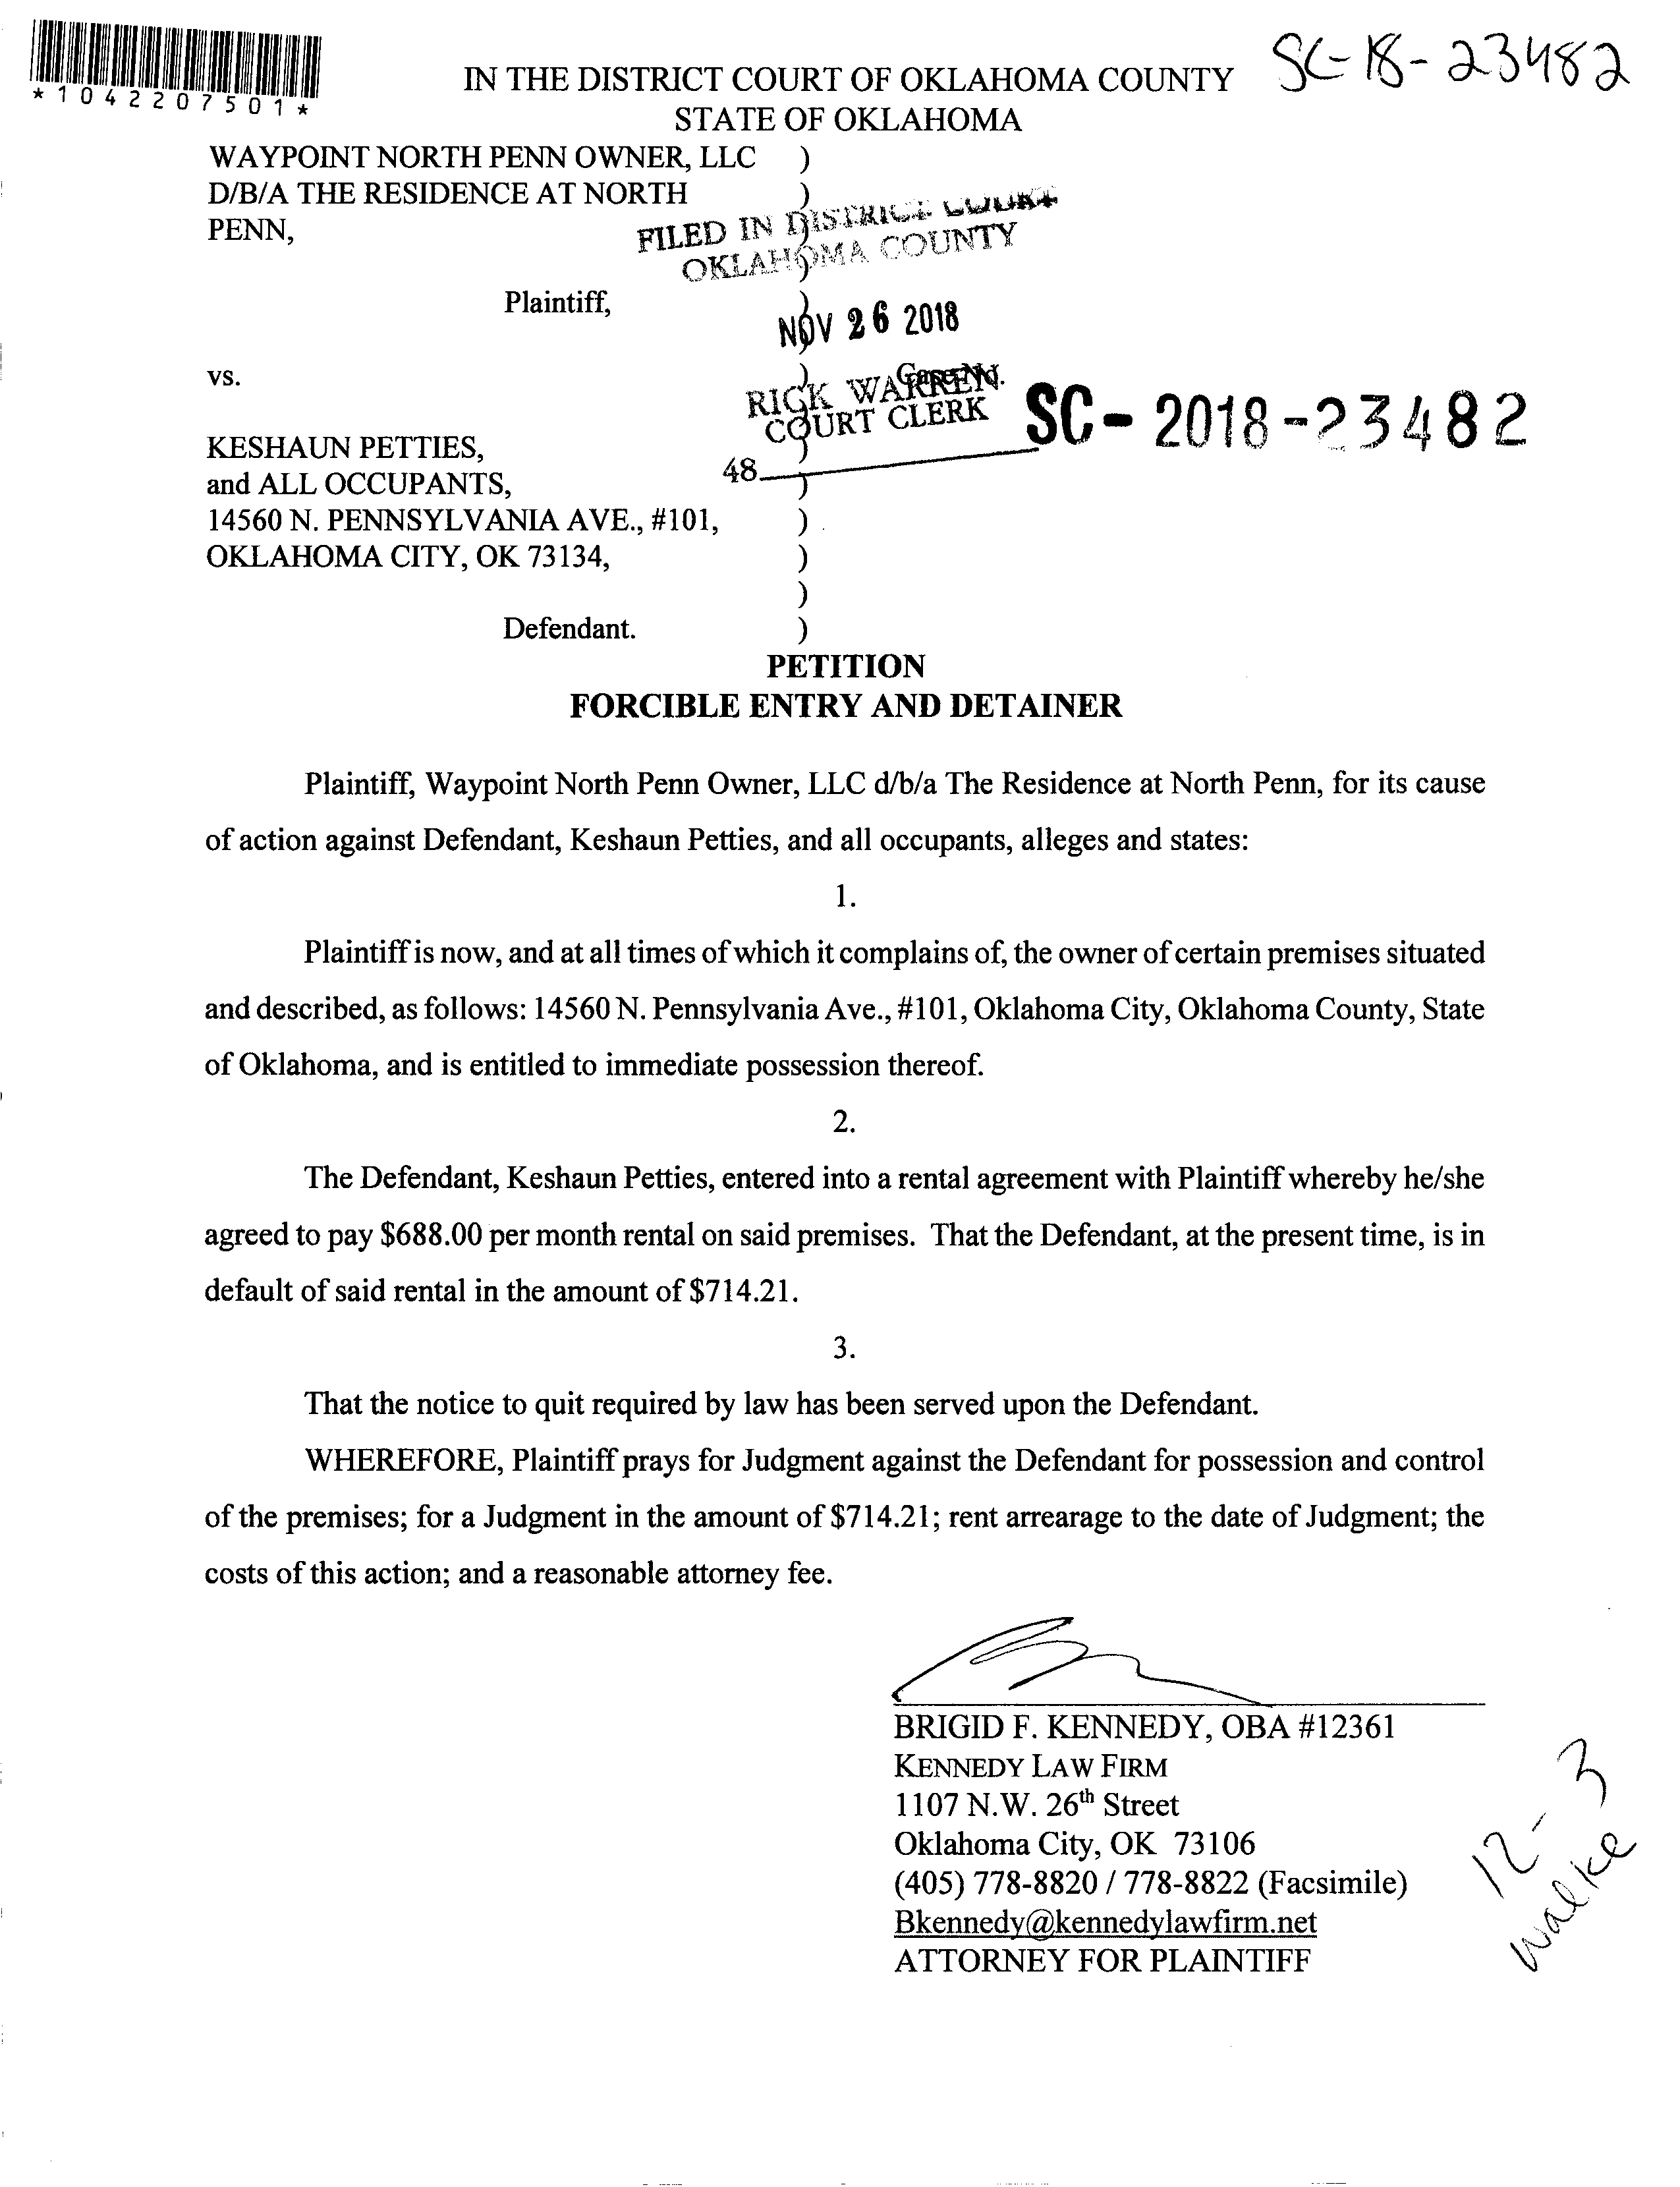 *1042207501*
SC-18-23482
IN THE DISTRICT COURT OF OKLAHOMA COUNTY
STATE OF OKLAHOMA
WAYPOINT NORTH PENN OWNER, LLC )
D/B/A THE RESIDENCE AT NORTH )
PENN, )
FILED IN DISTRICT COURT
OKLAHOMA COUNTY
Plaintiff, )
NOV 26 2018
vs. ) Case No.
RICK WARREN
COURT CLERK
SC- 2018-23482
48
KESHAUN PETTIES, )
and ALL OCCUPANTS, )
14560 N. PENNSYLVANIA AVE., #101, )
OKLAHOMA CITY, OK 73134, )
)
Defendant. )
PETITION
FORCIBLE ENTRY AND DETAINER
Plaintiff, Waypoint North Penn Owner, LLC d/b/a The Residence at North Penn, for its cause
of action against Defendant, Keshaun Petties, and all occupants, alleges and states:
1.
Plaintiff is now, and at all times of which it complains of, the owner of certain premises situated
and described, as follows: 14560 N. Pennsylvania Ave., #101, Oklahoma City, Oklahoma County, State
of Oklahoma, and is entitled to immediate possession thereof.
2.
The Defendant, Keshaun Petties, entered into a rental agreement with Plaintiff whereby he/she
agreed to pay $688.00 per month rental on said premises. That the Defendant, at the present time, is in
default of said rental in the amount of $714.21.
3.
That the notice to quit required by law has been served upon the Defendant.
WHEREFORE, Plaintiff prays for Judgment against the Defendant for possession and control
of the premises; for a Judgment in the amount of $714.21; rent arrearage to the date of Judgment; the
costs of this action; and a reasonable attorney fee.
BRIGID F. KENNEDY, OBA #12361
KENNEDY LAW FIRM
1107 N.W. 26th Street
Oklahoma City, OK 73106
(405) 778-8820 / 778-8822 (Facsimile)
Bkennedy@kennedylawfirm.net
ATTORNEY FOR PLAINTIFF
12-3
walke